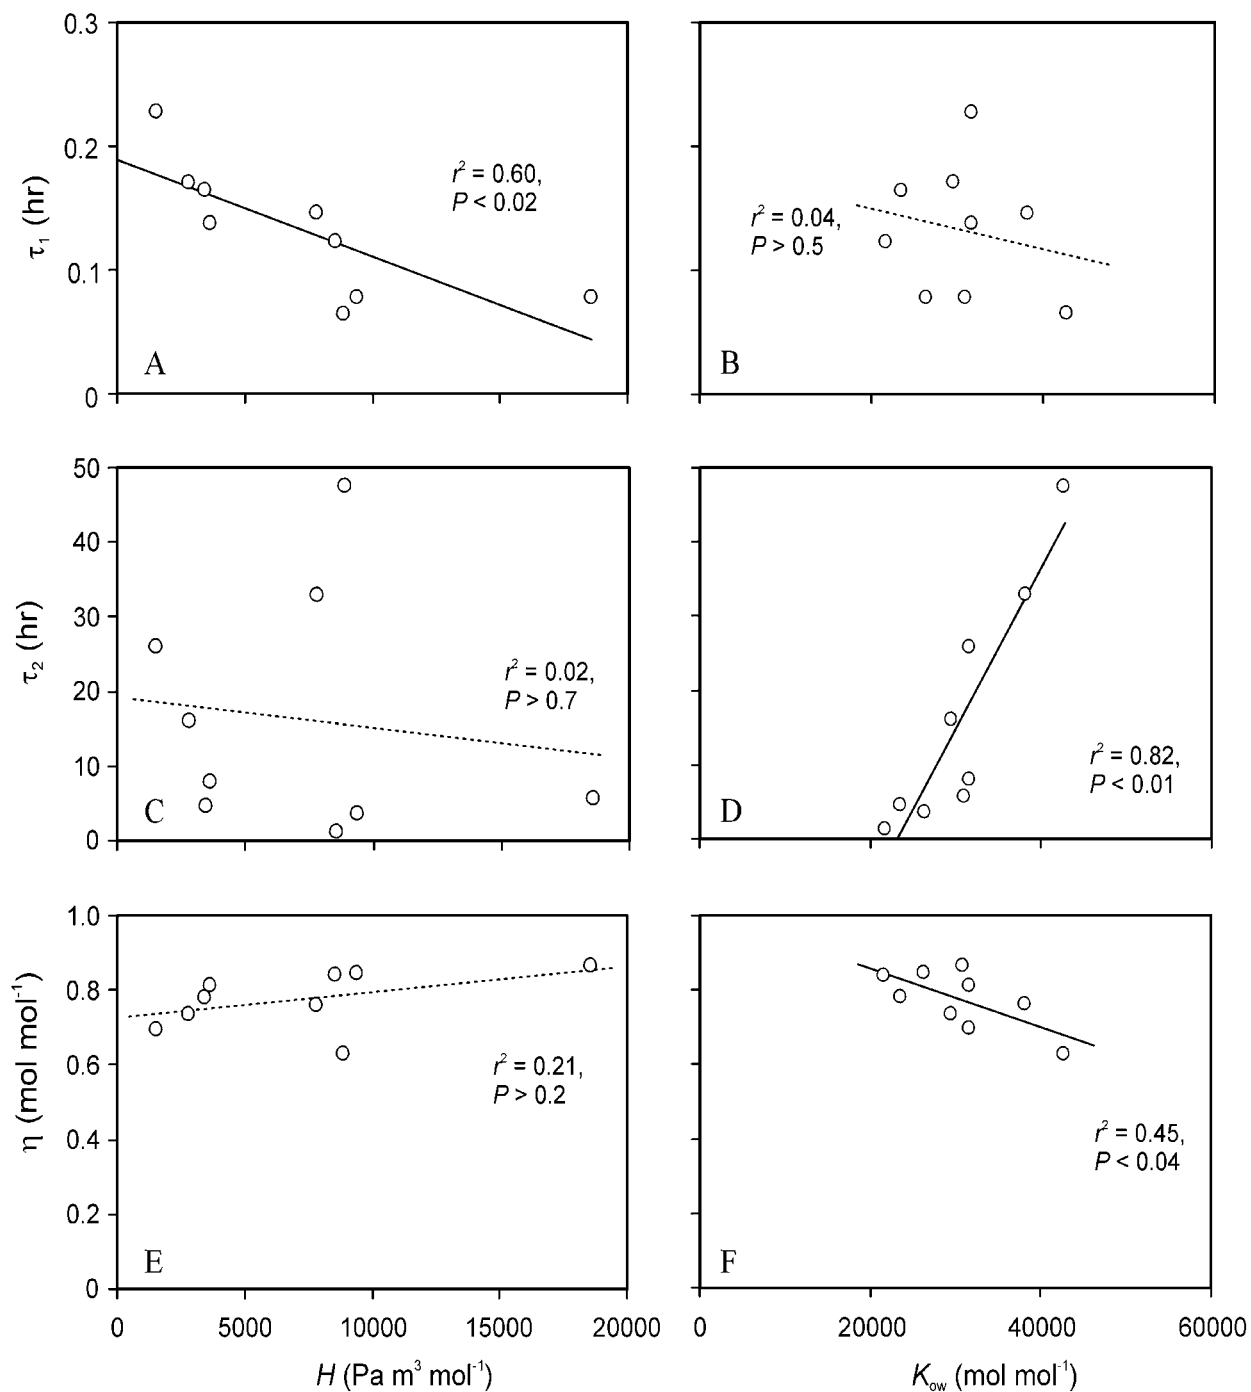 0.3
0.2
0.1
0
τ₁ (hr)
r² = 0.60,
P < 0.02
A
r² = 0.04,
P > 0.5
B
50
40
30
20
10
0
τ₂ (hr)
r² = 0.02,
P > 0.7
C
r² = 0.82,
P < 0.01
D
1.0
0.8
0.6
0.4
0.2
0
η (mol mol⁻¹)
r² = 0.21,
P > 0.2
E
r² = 0.45,
P < 0.04
F
0 5000 10000 15000 20000
H (Pa m³ mol⁻¹)
0 20000 40000 60000
Kow (mol mol⁻¹)